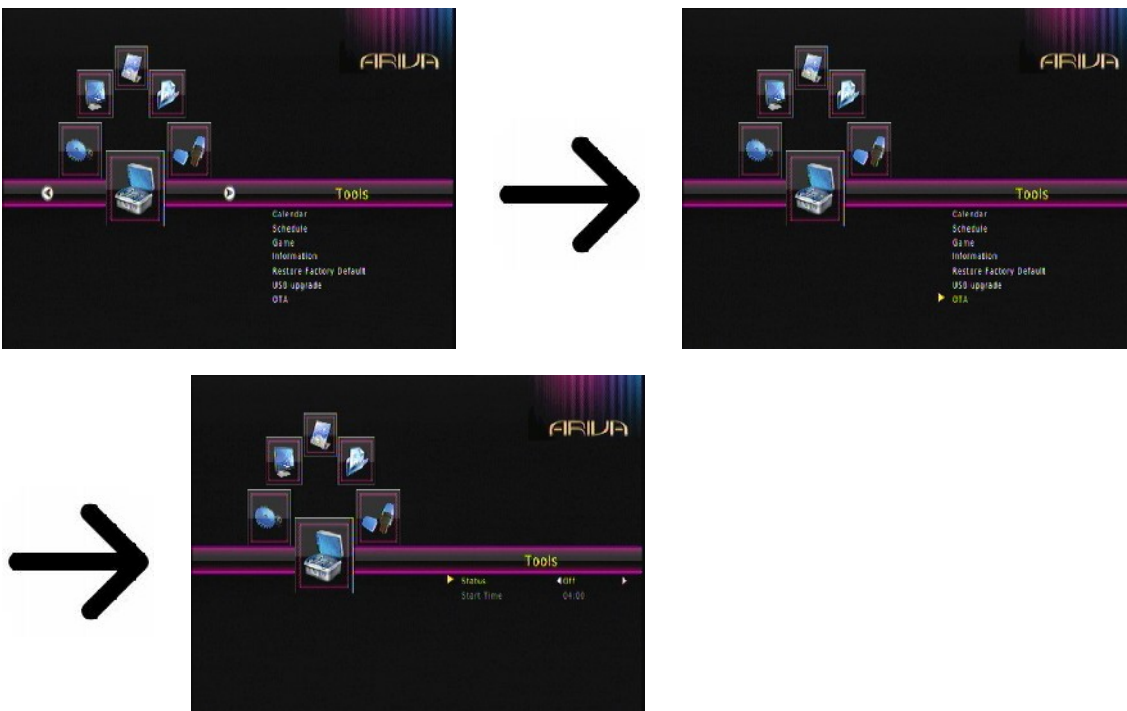 ARIVA
Tools
Calendar
Schedule
Game
Information
Restore Factory Default
USB upgrade
OTA
ARIVA
Tools
Calendar
Schedule
Game
Information
Restore Factory Default
USB upgrade
OTA
ARIVA
Tools
Status Off
Start Time 04:00